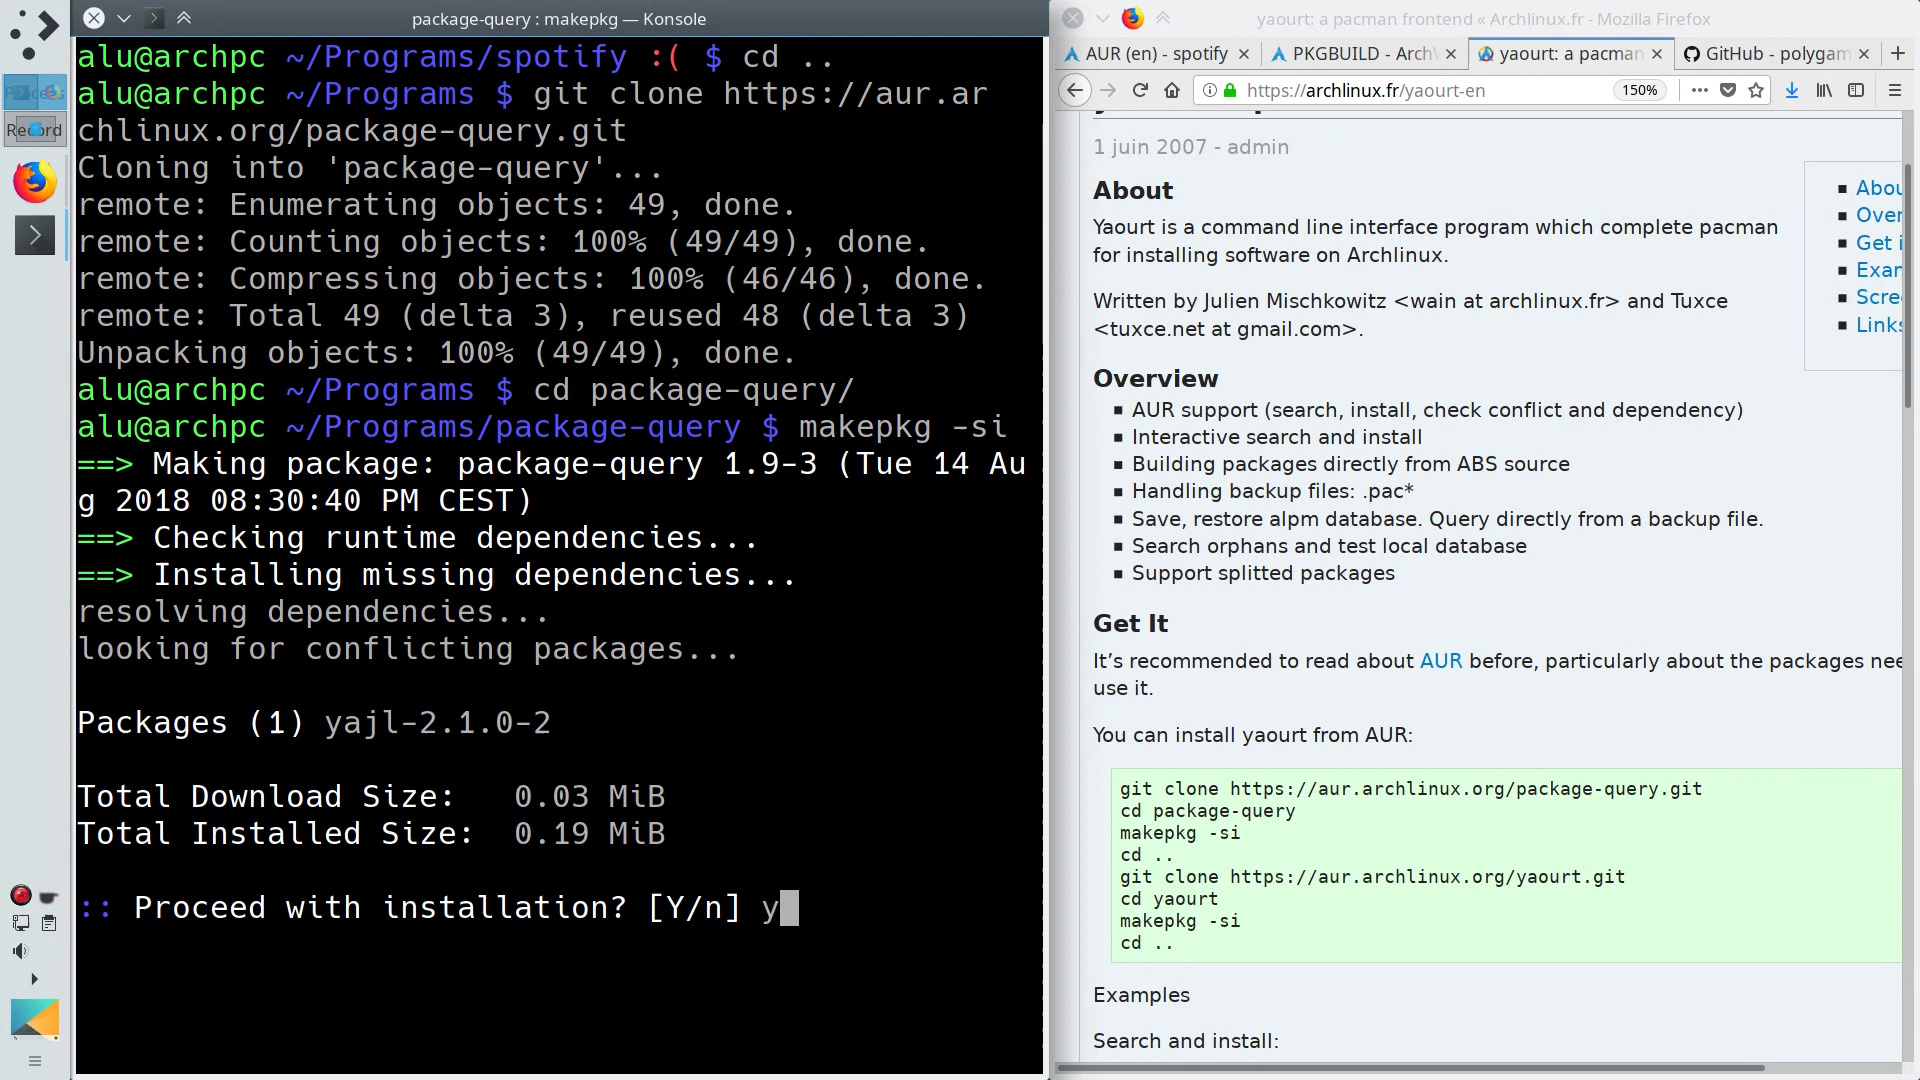 package-query : makepkg — Konsole
alu@archpc ~/Programs/spotify :( $ cd ..
alu@archpc ~/Programs $ git clone https://aur.ar
chlinux.org/package-query.git
Cloning into 'package-query'...
remote: Enumerating objects: 49, done.
remote: Counting objects: 100% (49/49), done.
remote: Compressing objects: 100% (46/46), done.
remote: Total 49 (delta 3), reused 48 (delta 3)
Unpacking objects: 100% (49/49), done.
alu@archpc ~/Programs $ cd package-query/
alu@archpc ~/Programs/package-query $ makepkg -si
==> Making package: package-query 1.9-3 (Tue 14 Au
g 2018 08:30:40 PM CEST)
==> Checking runtime dependencies...
==> Installing missing dependencies...
resolving dependencies...
looking for conflicting packages...
Packages (1) yajl-2.1.0-2
Total Download Size:   0.03 MiB
Total Installed Size:  0.19 MiB
:: Proceed with installation? [Y/n] y
Record
yaourt: a pacman frontend « Archlinux.fr - Mozilla Firefox
AUR (en) - spotify
PKGBUILD - ArchW
yaourt: a pacman
GitHub - polygam
https://archlinux.fr/yaourt-en
150%
1 juin 2007 - admin
About
Yaourt is a command line interface program which complete pacman
for installing software on Archlinux.
Written by Julien Mischkowitz <wain at archlinux.fr> and Tuxce
<tuxce.net at gmail.com>.
Abou
Over
Get i
Exan
Scre
Links
Overview
AUR support (search, install, check conflict and dependency)
Interactive search and install
Building packages directly from ABS source
Handling backup files: .pac*
Save, restore alpm database. Query directly from a backup file.
Search orphans and test local database
Support splitted packages
Get It
It’s recommended to read about AUR before, particularly about the packages nee
use it.
You can install yaourt from AUR:
git clone https://aur.archlinux.org/package-query.git
cd package-query
makepkg -si
cd ..
git clone https://aur.archlinux.org/yaourt.git
cd yaourt
makepkg -si
cd ..
Examples
Search and install: